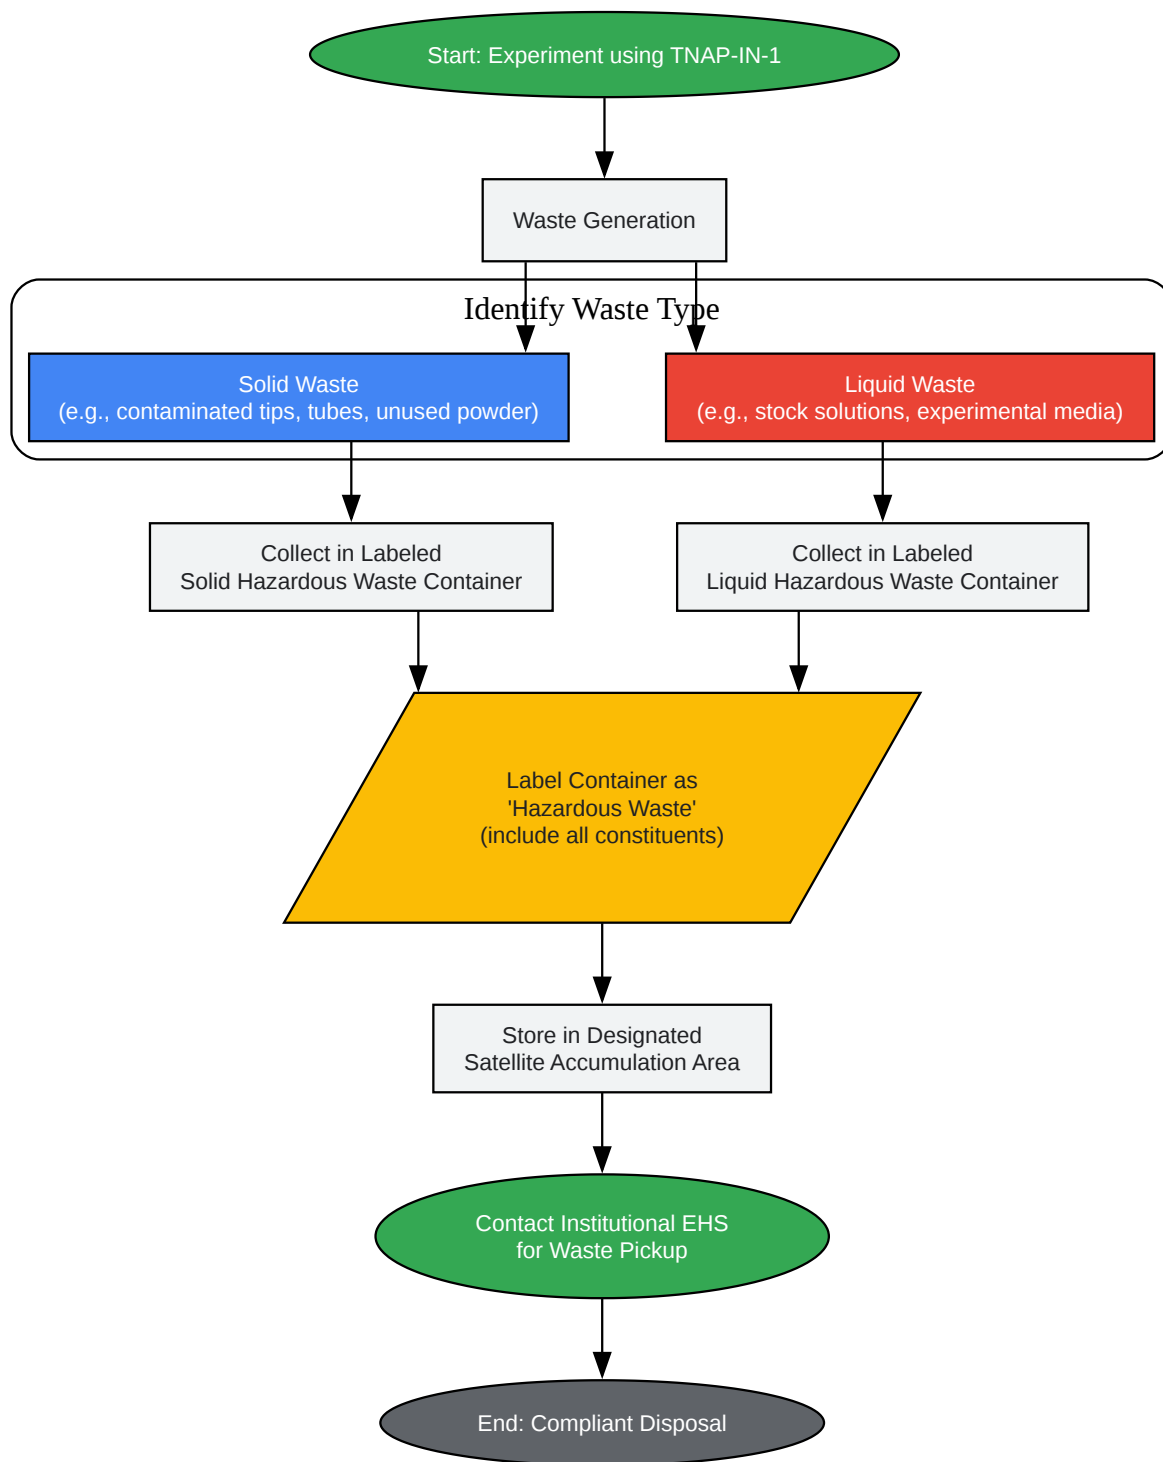 Start: Experiment using TNAP-IN-1
Waste Generation
Identify Waste Type
Solid Waste
(e.g., contaminated tips, tubes, unused powder)
Liquid Waste
(e.g., stock solutions, experimental media)
Collect in Labeled
Solid Hazardous Waste Container
Collect in Labeled
Liquid Hazardous Waste Container
Label Container as
'Hazardous Waste'
(include all constituents)
Store in Designated
Satellite Accumulation Area
Contact Institutional EHS
for Waste Pickup
End: Compliant Disposal